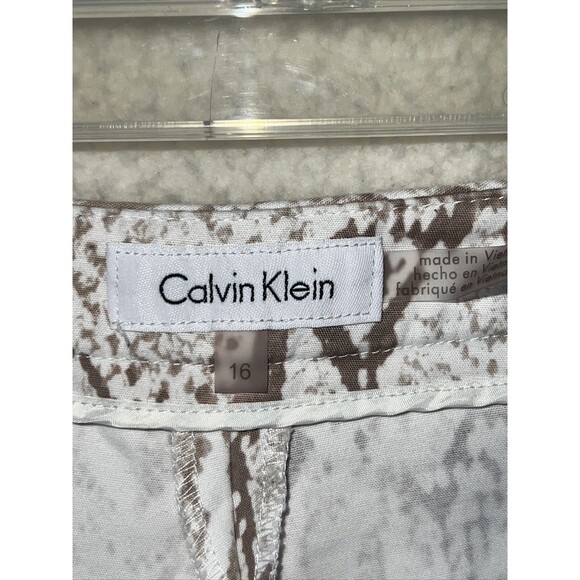 Calvin Klein
16
made in
hecho en
fabriqué en